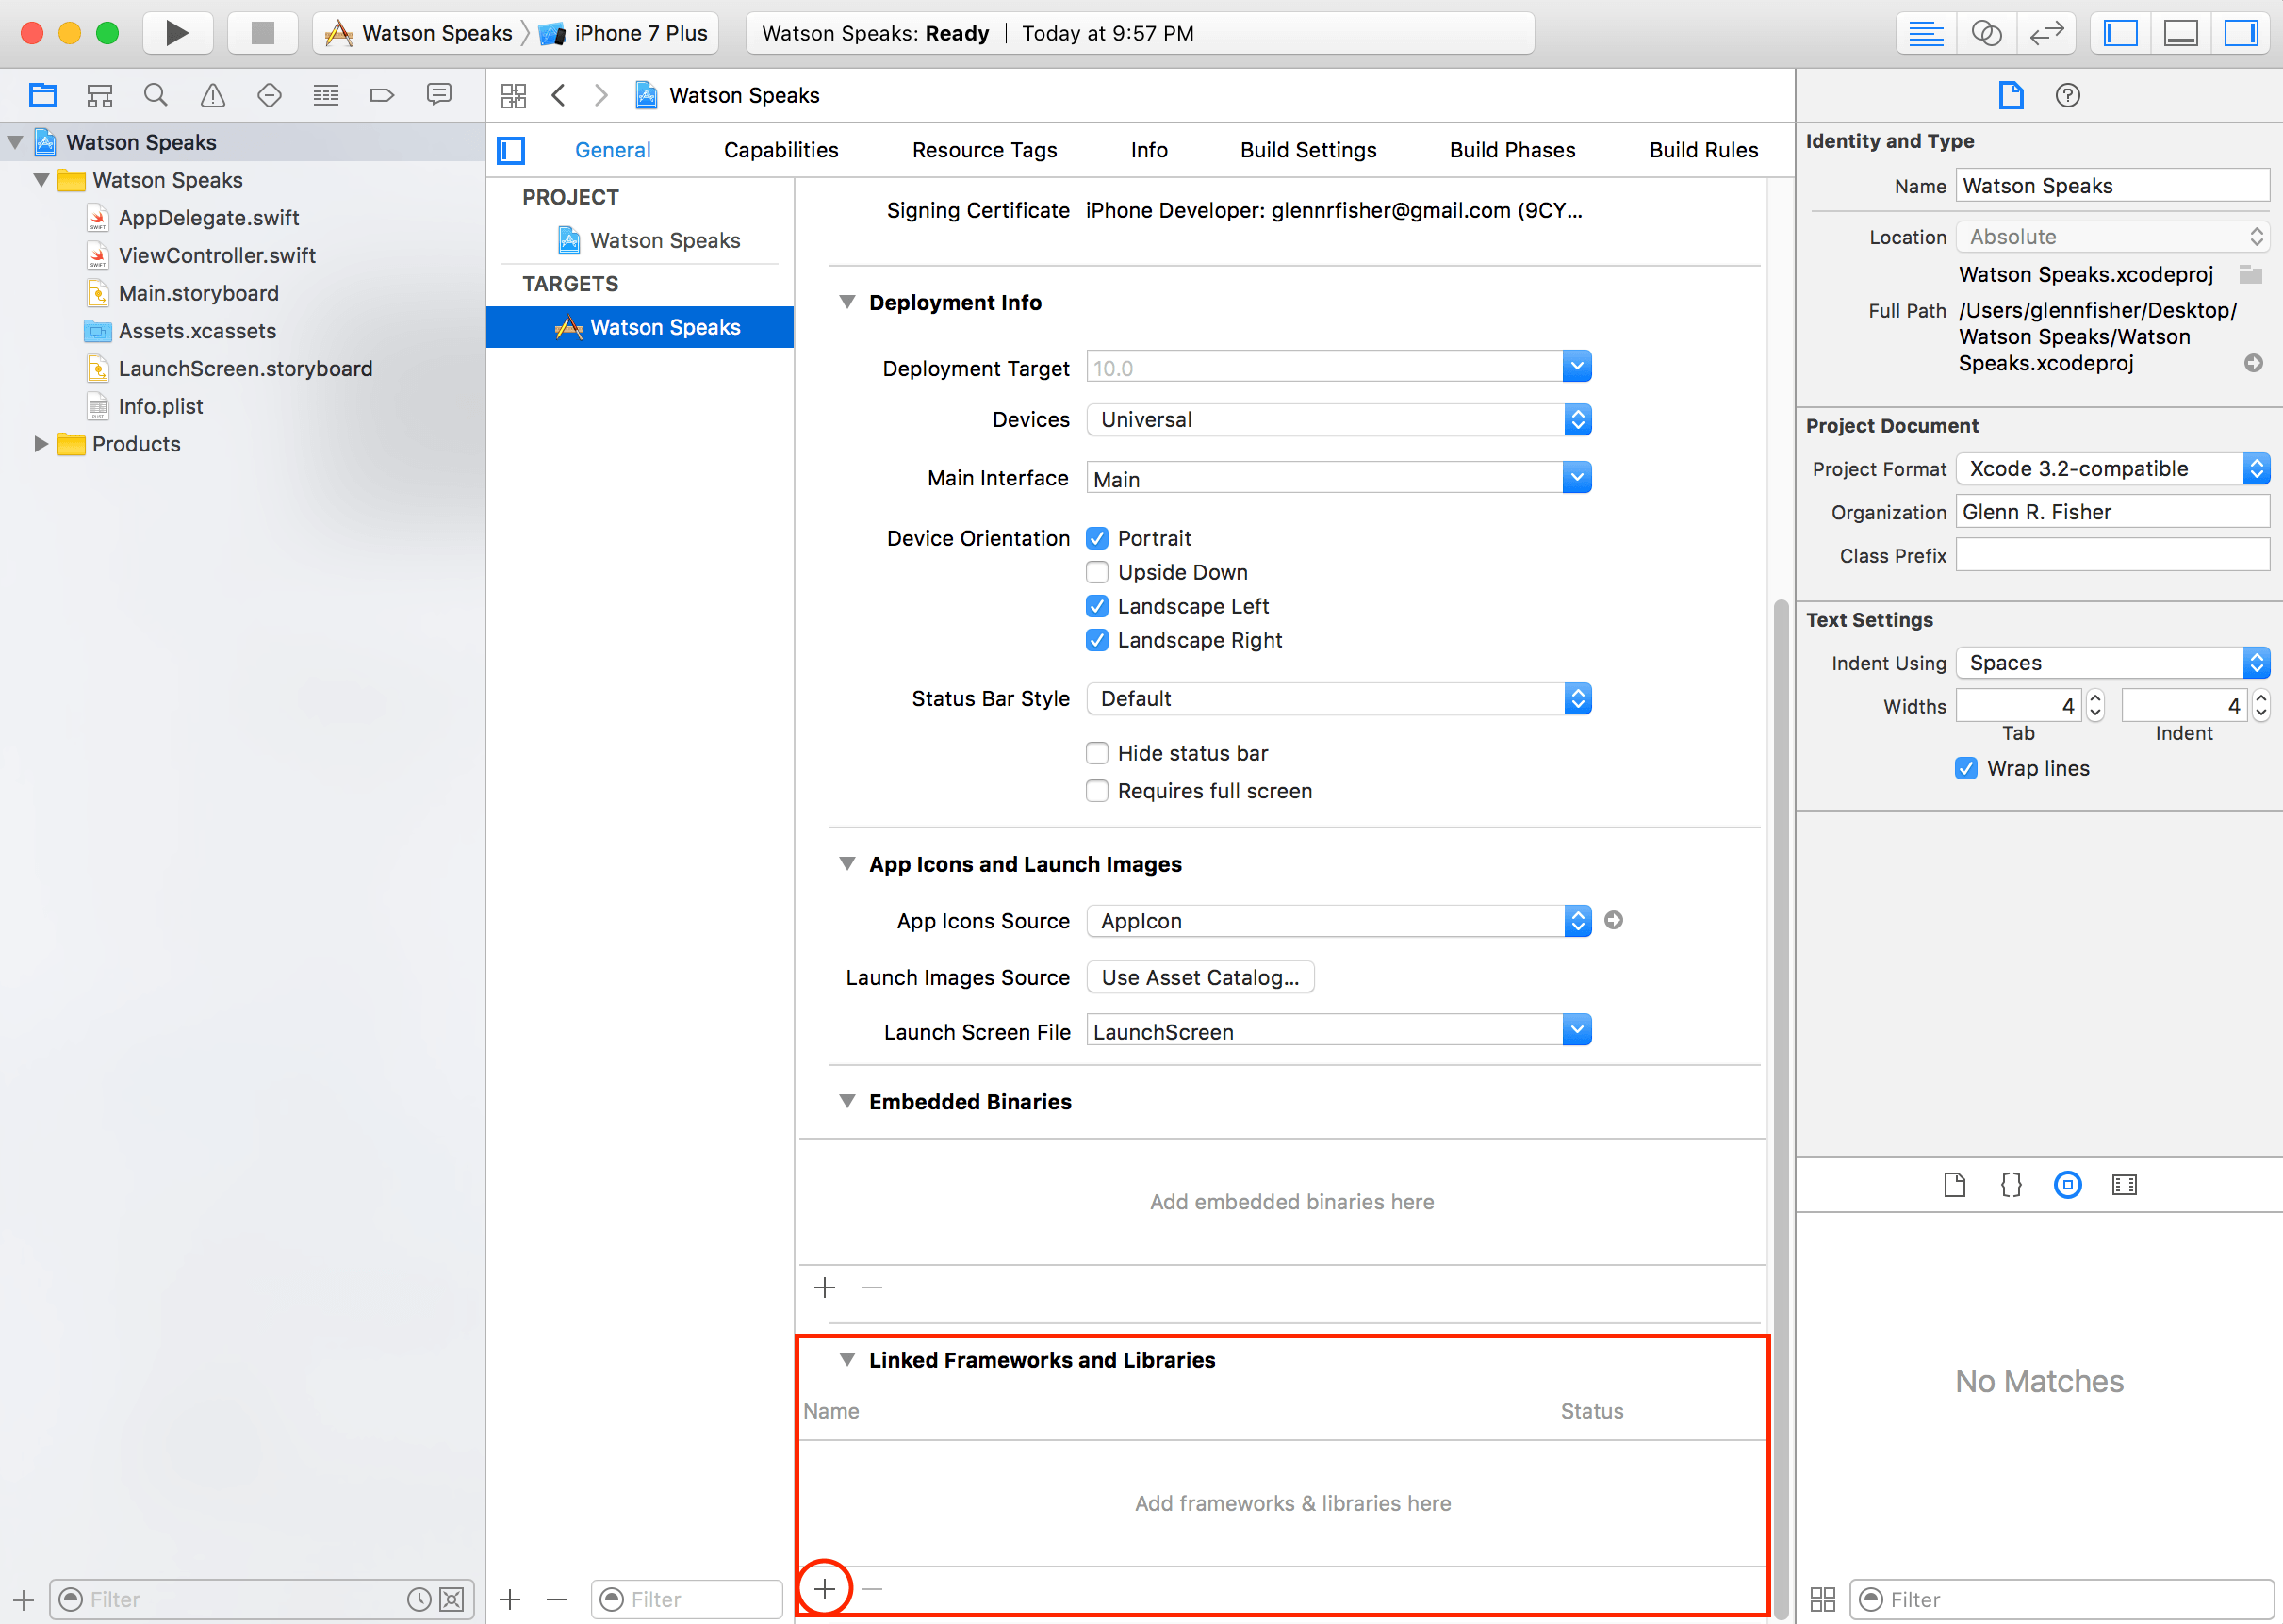 Watson Speaks iPhone 7 Plus
Watson Speaks: Ready Today at 9:57 PM
Watson Speaks
Watson Speaks
AppDelegate.swift
ViewController.swift
Main.storyboard
Assets.xcassets
LaunchScreen.storyboard
Info.plist
Products
Filter
Watson Speaks
General Capabilities Resource Tags Info Build Settings Build Phases Build Rules
PROJECT
Watson Speaks
TARGETS
Watson Speaks
Filter
Signing Certificate iPhone Developer: glennrfisher@gmail.com (9CY...
Deployment Info
Deployment Target 10.0
Devices Universal
Main Interface Main
Device Orientation Portrait
Upside Down
Landscape Left
Landscape Right
Status Bar Style Default
Hide status bar
Requires full screen
App Icons and Launch Images
App Icons Source AppIcon
Launch Images Source Use Asset Catalog...
Launch Screen File LaunchScreen
Embedded Binaries
Add embedded binaries here
Linked Frameworks and Libraries
Name Status
Add frameworks & libraries here
Identity and Type
Name Watson Speaks
Location Absolute
Watson Speaks.xcodeproj
Full Path /Users/glennfisher/Desktop/
Watson Speaks/Watson
Speaks.xcodeproj
Project Document
Project Format Xcode 3.2-compatible
Organization Glenn R. Fisher
Class Prefix
Text Settings
Indent Using Spaces
Widths 4 4
Tab Indent
Wrap lines
No Matches
Filter